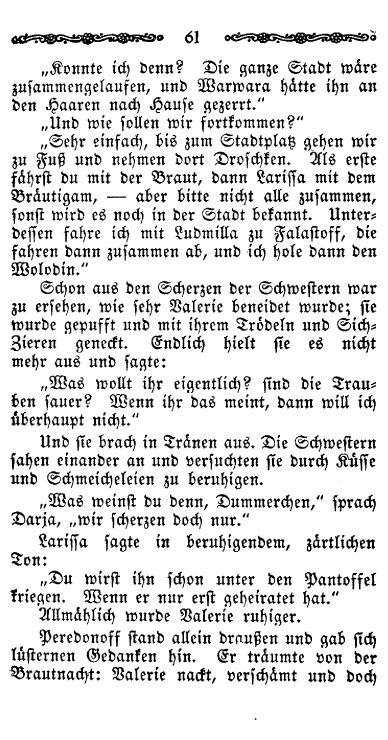 61
„Konnte ich denn? Die ganze Stadt wäre
zusammengelaufen, und Warwara hätte ihn an
den Haaren nach Hause gezerrt.“
„Und wie sollen wir fortkommen?“
„Sehr einfach, bis zum Stadtplatz gehen wir
zu Fuß und nehmen dort Droschken. Als erste
fährst du mit der Braut, dann Larissa mit dem
Bräutigam, — aber bitte nicht alle zusammen,
sonst wird es noch in der Stadt bekannt. Unter-
dessen fahre ich mit Ludmilla zu Falastoff, die
fahren dann zusammen ab, und ich hole dann den
Wolodin.“
Schon aus den Scherzen der Schwestern war
zu ersehen, wie sehr Valerie beneidet wurde; sie
wurde gepufft und mit ihrem Trödeln und Sich-
Zieren geneckt. Endlich hielt sie es nicht
mehr aus und sagte:
„Was wollt ihr eigentlich? sind die Trau-
ben sauer? Wenn ihr das meint, dann will ich
überhaupt nicht.“
Und sie brach in Tränen aus. Die Schwestern
sahen einander an und versuchten sie durch Küsse
und Schmeicheleien zu beruhigen.
„Was weinst du denn, Dummerchen,“ sprach
Darja, „wir scherzen doch nur.“
Larissa sagte in beruhigendem, zärtlichen
Ton:
„Du wirst ihn schon unter den Pantoffel
kriegen. Wenn er nur erst geheiratet hat.“
Allmählich wurde Valerie ruhiger.
Peredonoff stand allein draußen und gab sich
lüsternen Gedanken hin. Er träumte von der
Brautnacht: Valerie nackt, verschämt und doch